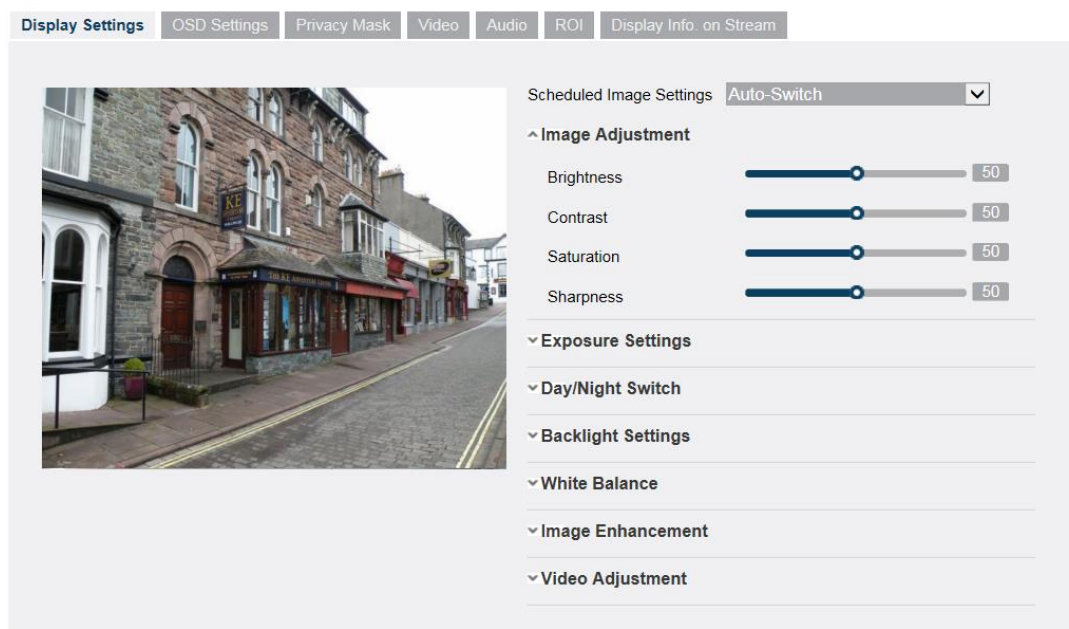 Display Settings OSD Settings Privacy Mask Video Audio ROI Display Info. on Stream
Scheduled Image Settings Auto-Switch
Image Adjustment
Brightness 50
Contrast 50
Saturation 50
Sharpness 50
Exposure Settings
Day/Night Switch
Backlight Settings
White Balance
Image Enhancement
Video Adjustment
KE